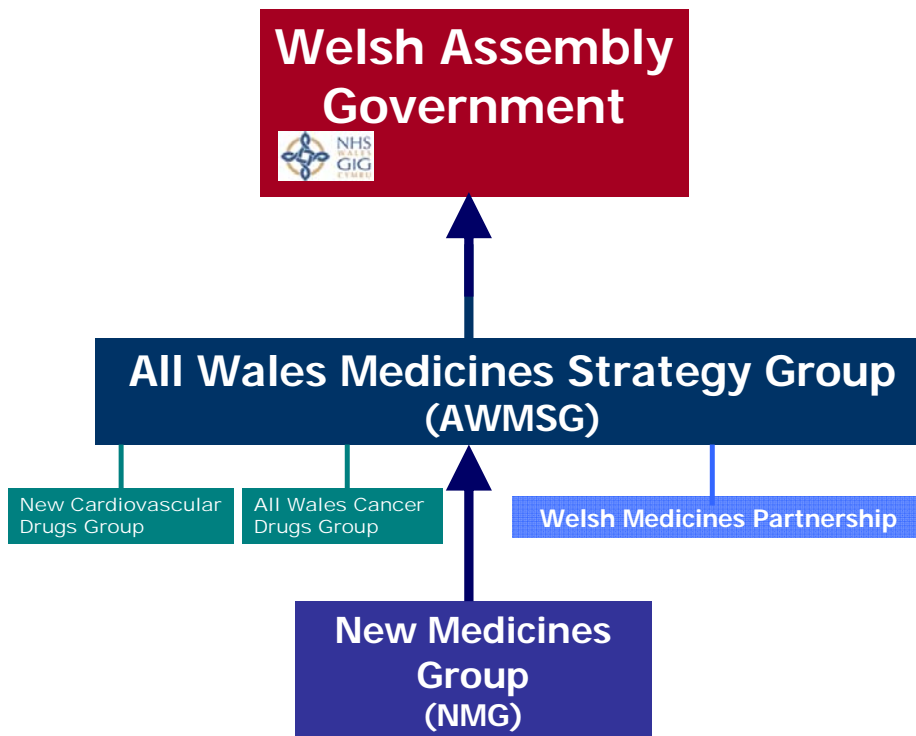 Welsh Assembly
Government
NHS
WALES
GIG
CYMRU
All Wales Medicines Strategy Group
(AWMSG)
New Cardiovascular
Drugs Group
All Wales Cancer
Drugs Group
Welsh Medicines Partnership
New Medicines
Group
(NMG)